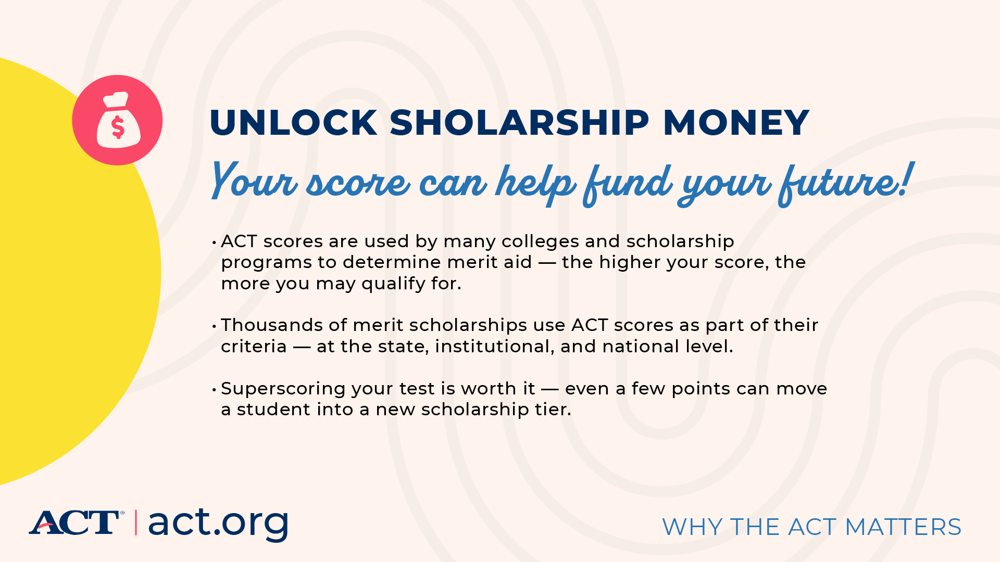 UNLOCK SHOLARSHIP MONEY
Your score can help fund your future!
• ACT scores are used by many colleges and scholarship
programs to determine merit aid — the higher your score, the
more you may qualify for.
• Thousands of merit scholarships use ACT scores as part of their
criteria — at the state, institutional, and national level.
• Superscoring your test is worth it — even a few points can move
a student into a new scholarship tier.
ACT® | act.org
WHY THE ACT MATTERS